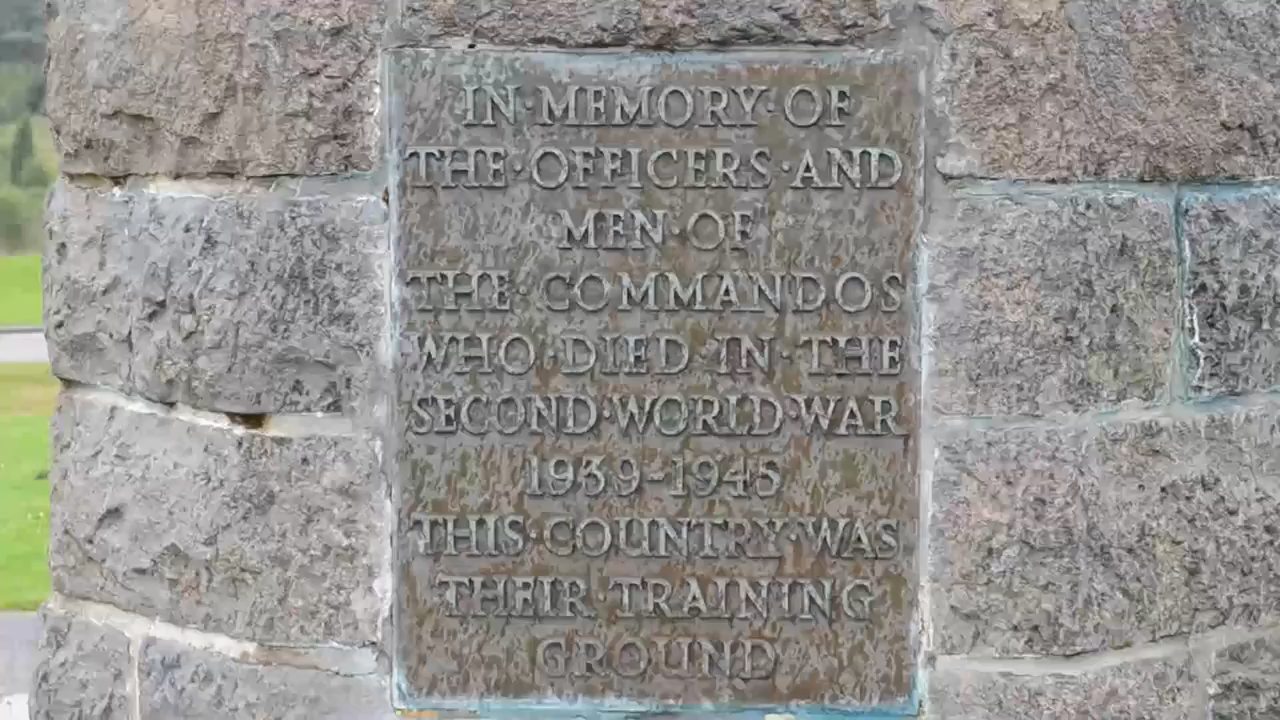 IN·MEMORY·OF
THE·OFFICERS·AND
MEN·OF
THE·COMMANDOS
WHO·DIED·IN·THE
SECOND·WORLD·WAR
1939-1945
THIS·COUNTRY·WAS
THEIR·TRAINING
GROUND